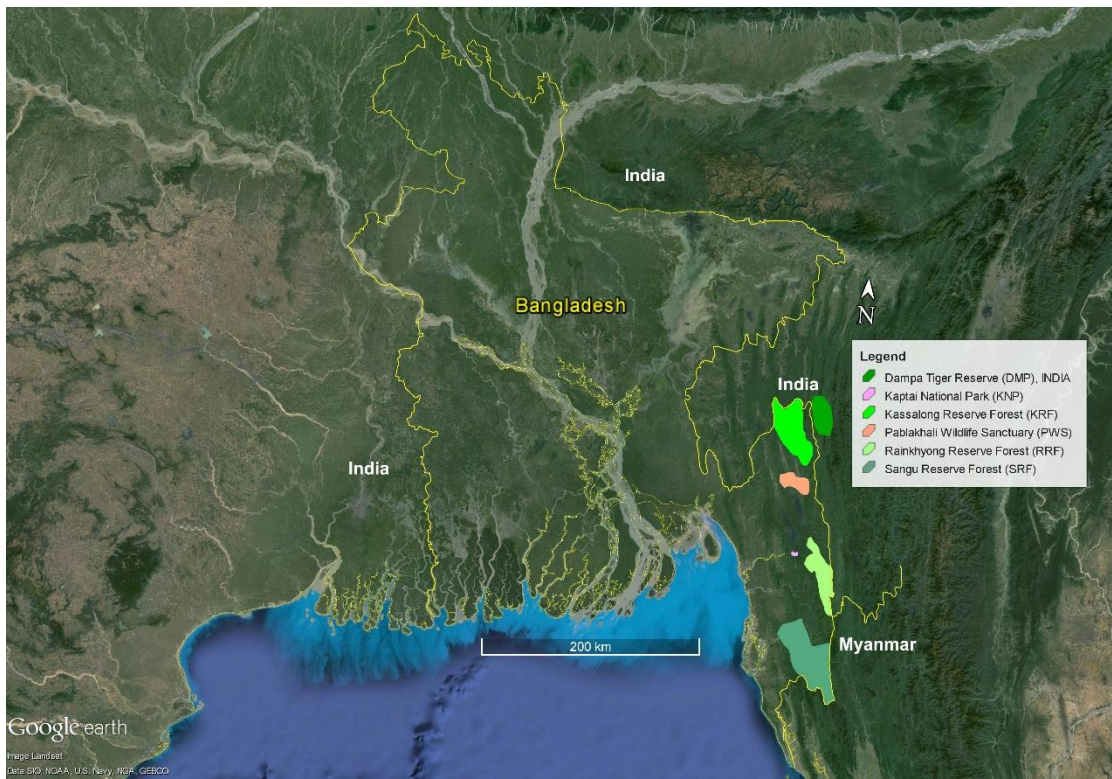 India
Bangladesh
N
Legend
Dampa Tiger Reserve (DMP), INDIA
Kaptai National Park (KNP)
Kassalong Reserve Forest (KRF)
Pablakhali Wildlife Sanctuary (PWS)
Rainkhyong Reserve Forest (RRF)
Sangu Reserve Forest (SRF)
India
India
200 km
Myanmar
Google earth
Image Landsat
Data SIO, NOAA, U.S. Navy, NGA, GEBCO